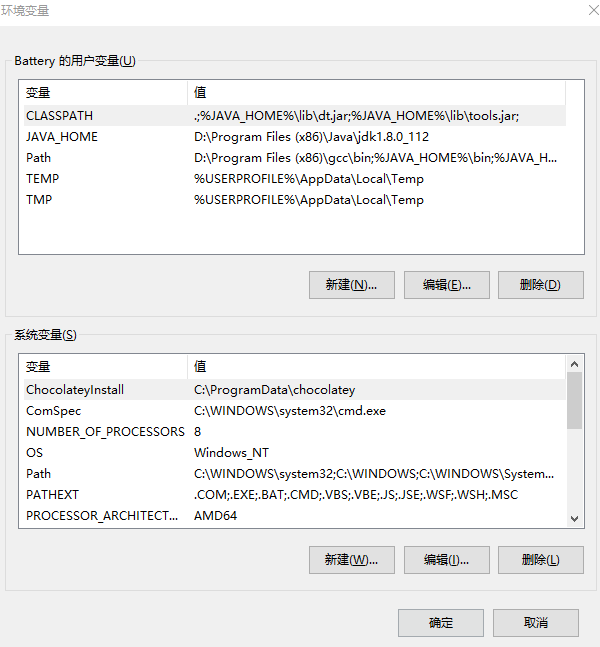 环境变量
Battery 的用户变量(U)
变量 值
CLASSPATH .;%JAVA_HOME%\lib\dt.jar;%JAVA_HOME%\lib\tools.jar;
JAVA_HOME D:\Program Files (x86)\Java\jdk1.8.0_112
Path D:\Program Files (x86)\gcc\bin;%JAVA_HOME%\bin;%JAVA_H...
TEMP %USERPROFILE%\AppData\Local\Temp
TMP %USERPROFILE%\AppData\Local\Temp
新建(N)... 编辑(E)... 删除(D)
系统变量(S)
变量 值
ChocolateyInstall C:\ProgramData\chocolatey
ComSpec C:\WINDOWS\system32\cmd.exe
NUMBER_OF_PROCESSORS 8
OS Windows_NT
Path C:\WINDOWS\system32;C:\WINDOWS;C:\WINDOWS\System...
PATHEXT .COM;.EXE;.BAT;.CMD;.VBS;.VBE;.JS;.JSE;.WSF;.WSH;.MSC
PROCESSOR_ARCHITECT... AMD64
新建(W)... 编辑(I)... 删除(L)
确定 取消